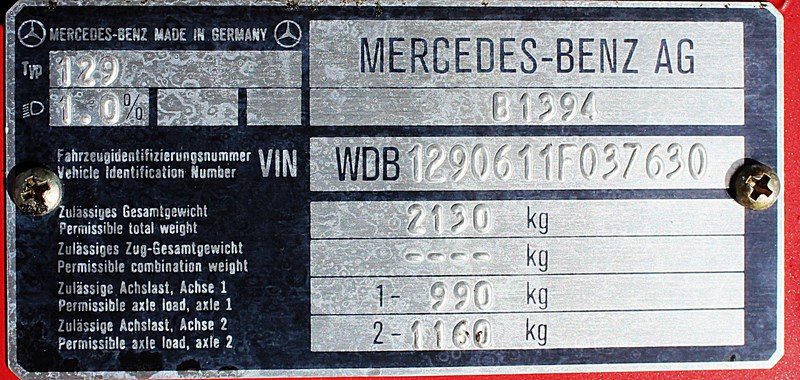 MERCEDES-BENZ MADE IN GERMANY
MERCEDES-BENZ AG
Typ 129
1.0% B1394
Fahrzeugidentifizierungsnummer
Vehicle Identification Number
VIN WDB1290611F037630
Zulässiges Gesamtgewicht
Permissible total weight
2130 kg
Zulässiges Zug-Gesamtgewicht
Permissible combination weight
---- kg
Zulässige Achslast, Achse 1
Permissible axle load, axle 1
1- 990 kg
Zulässige Achslast, Achse 2
Permissible axle load, axle 2
2- 1160 kg